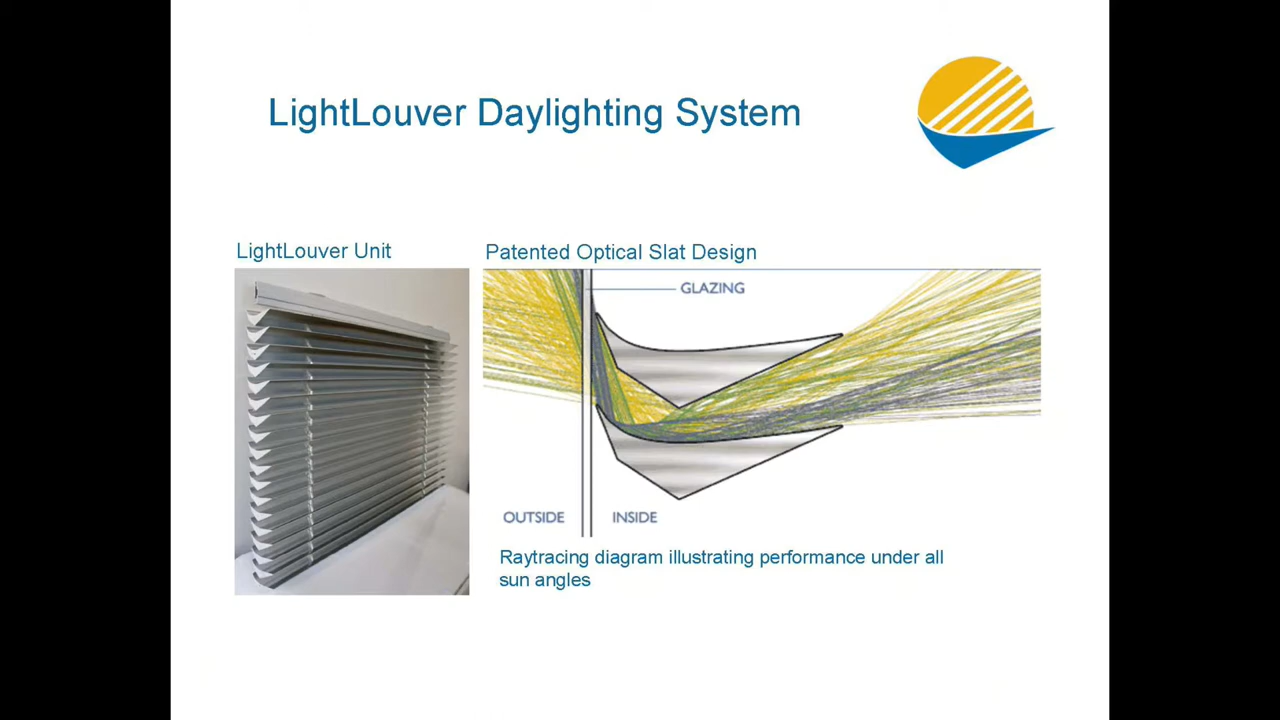 LightLouver Daylighting System
LightLouver Unit
Patented Optical Slat Design
GLAZING
OUTSIDE
INSIDE
Raytracing diagram illustrating performance under all
sun angles